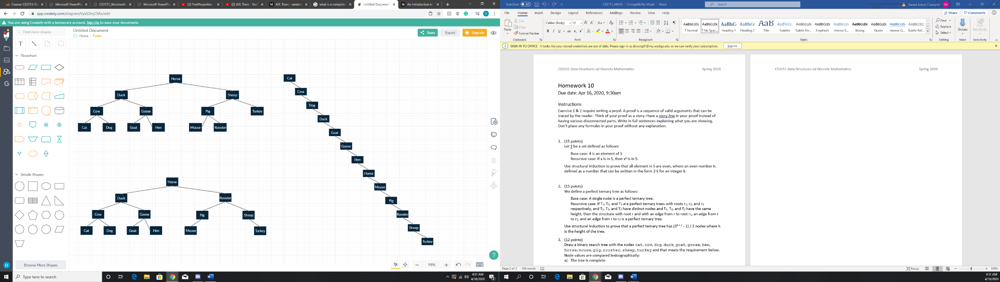 Course: CS3151: Da
Microsoft PowerPoi
CS3151_Structurali
Microsoft PowerPoi
(2) TreeProperties -
(2) AVL Trees - YouT
AVL Trees - randers
what is a complete
Untitled Document
An Introduction to
app.creately.com/diagram/VyaSZmjCMie/edit
You are using Creately with a temporary account. Sign Up to save your documents.
Find more shapes
Untitled Document
Home | Public
Share
Export
Upgrade
T
Flowchart
Simple Shapes
Browse More Shapes
Horse
Duck
Sheep
Cow
Goose
Pig
Turkey
Cat
Dog
Goat
Hen
Mouse
Rooster
Cat
Cow
Dog
Duck
Goat
Goose
Hen
Horse
Mouse
Pig
Rooster
Sheep
Turkey
Horse
Duck
Rooster
Cow
Goose
Pig
Sheep
Cat
Dog
Goat
Hen
Mouse
Turkey
98%
Type here to search
4:51 AM
4/16/2020
AutoSave Off
CS3151_HW10 - Compatibility Mode - Word
Search
Daniel Adam Crumpler
DA
File Home Insert Design Layout References Mailings Review View Help
Share
Comments
Paste
Cut
Copy
Format Painter
Clipboard
Calibri (Body)
12
Font
Paragraph
¶ Normal
¶ No Spac...
Heading 1
Heading 2
Title
Subtitle
Subtle Em...
Emphasis
Intense E...
Strong
Quote
Intense Q...
Subtle Ref...
Styles
Find
Replace
Select
Editing
Dictate
Voice
Sensitivity
Sensitivity
SIGN IN TO OFFICE It looks like your stored credentials are out of date. Please sign in as dcrumpl1@my.westga.edu so we can verify your subscription.
Sign In
CS3151 Data Structures ad Discrete Mathematics Spring 2020
Homework 10
Due date: Apr 16, 2020, 9:30am
Instructions
Exercise 1 & 2 require writing a proof. A proof is a sequence of valid arguments that can be
traced by the reader. Think of your proof as a story: Have a story-line in your proof instead of
having various disconnected parts. Write in full sentences explaining what you are showing.
Don't place any formulas in your proof without any explanation.
1. (15 points)
Let S be a set defined as follows:
Base case: 4 is an element of S
Recursive case: If x is in S, then x² is in S.
Use structural induction to prove that all element in S are even, where an even number is
defined as a number that can be written in the form 2·k for an integer k.
2. (15 points)
We define a perfect ternary tree as follows:
Base case: A single node is a perfect ternary tree.
Recursive case: If T₁, T₂, and T₃ are perfect ternary trees with roots r₁, r₂, and r₃
respectively, and T₁, T₂, and T₃ have distinct nodes and T₁, T₂, and T₃ have the same
height, then the structure with root r and with an edge from r to root r₁, an edge from r
to r₂, and an edge from r to r₃ is a perfect ternary tree.
Use structural induction to prove that a perfect ternary tree has (3ʰ⁺¹ - 1) / 2 nodes where h
is the height of the tree.
3. (12 points)
Draw a binary search tree with the nodes cat, cow, dog, duck, goat, goose, hen,
horse, mouse, pig, rooster, sheep, turkey and that meets the requirement below.
Node values are compared lexicographically:
a) The tree is complete.
CS3151 Data Structures ad Discrete Mathematics Spring 2020
Page 2 of 3
456 words
Focus
100%
4:51 AM
4/16/2020